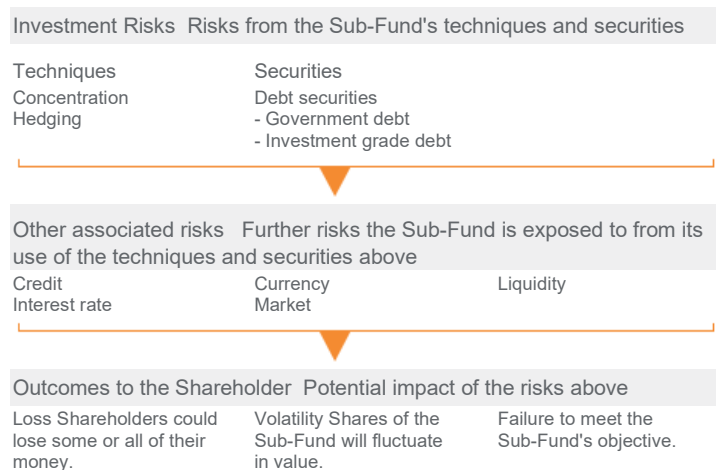 Investment Risks Risks from the Sub-Fund's techniques and securities
Techniques
Concentration
Hedging
Securities
Debt securities
- Government debt
- Investment grade debt
Other associated risks Further risks the Sub-Fund is exposed to from its
use of the techniques and securities above
Credit
Interest rate
Currency
Market
Liquidity
Outcomes to the Shareholder Potential impact of the risks above
Loss Shareholders could
lose some or all of their
money.
Volatility Shares of the
Sub-Fund will fluctuate
in value.
Failure to meet the
Sub-Fund's objective.